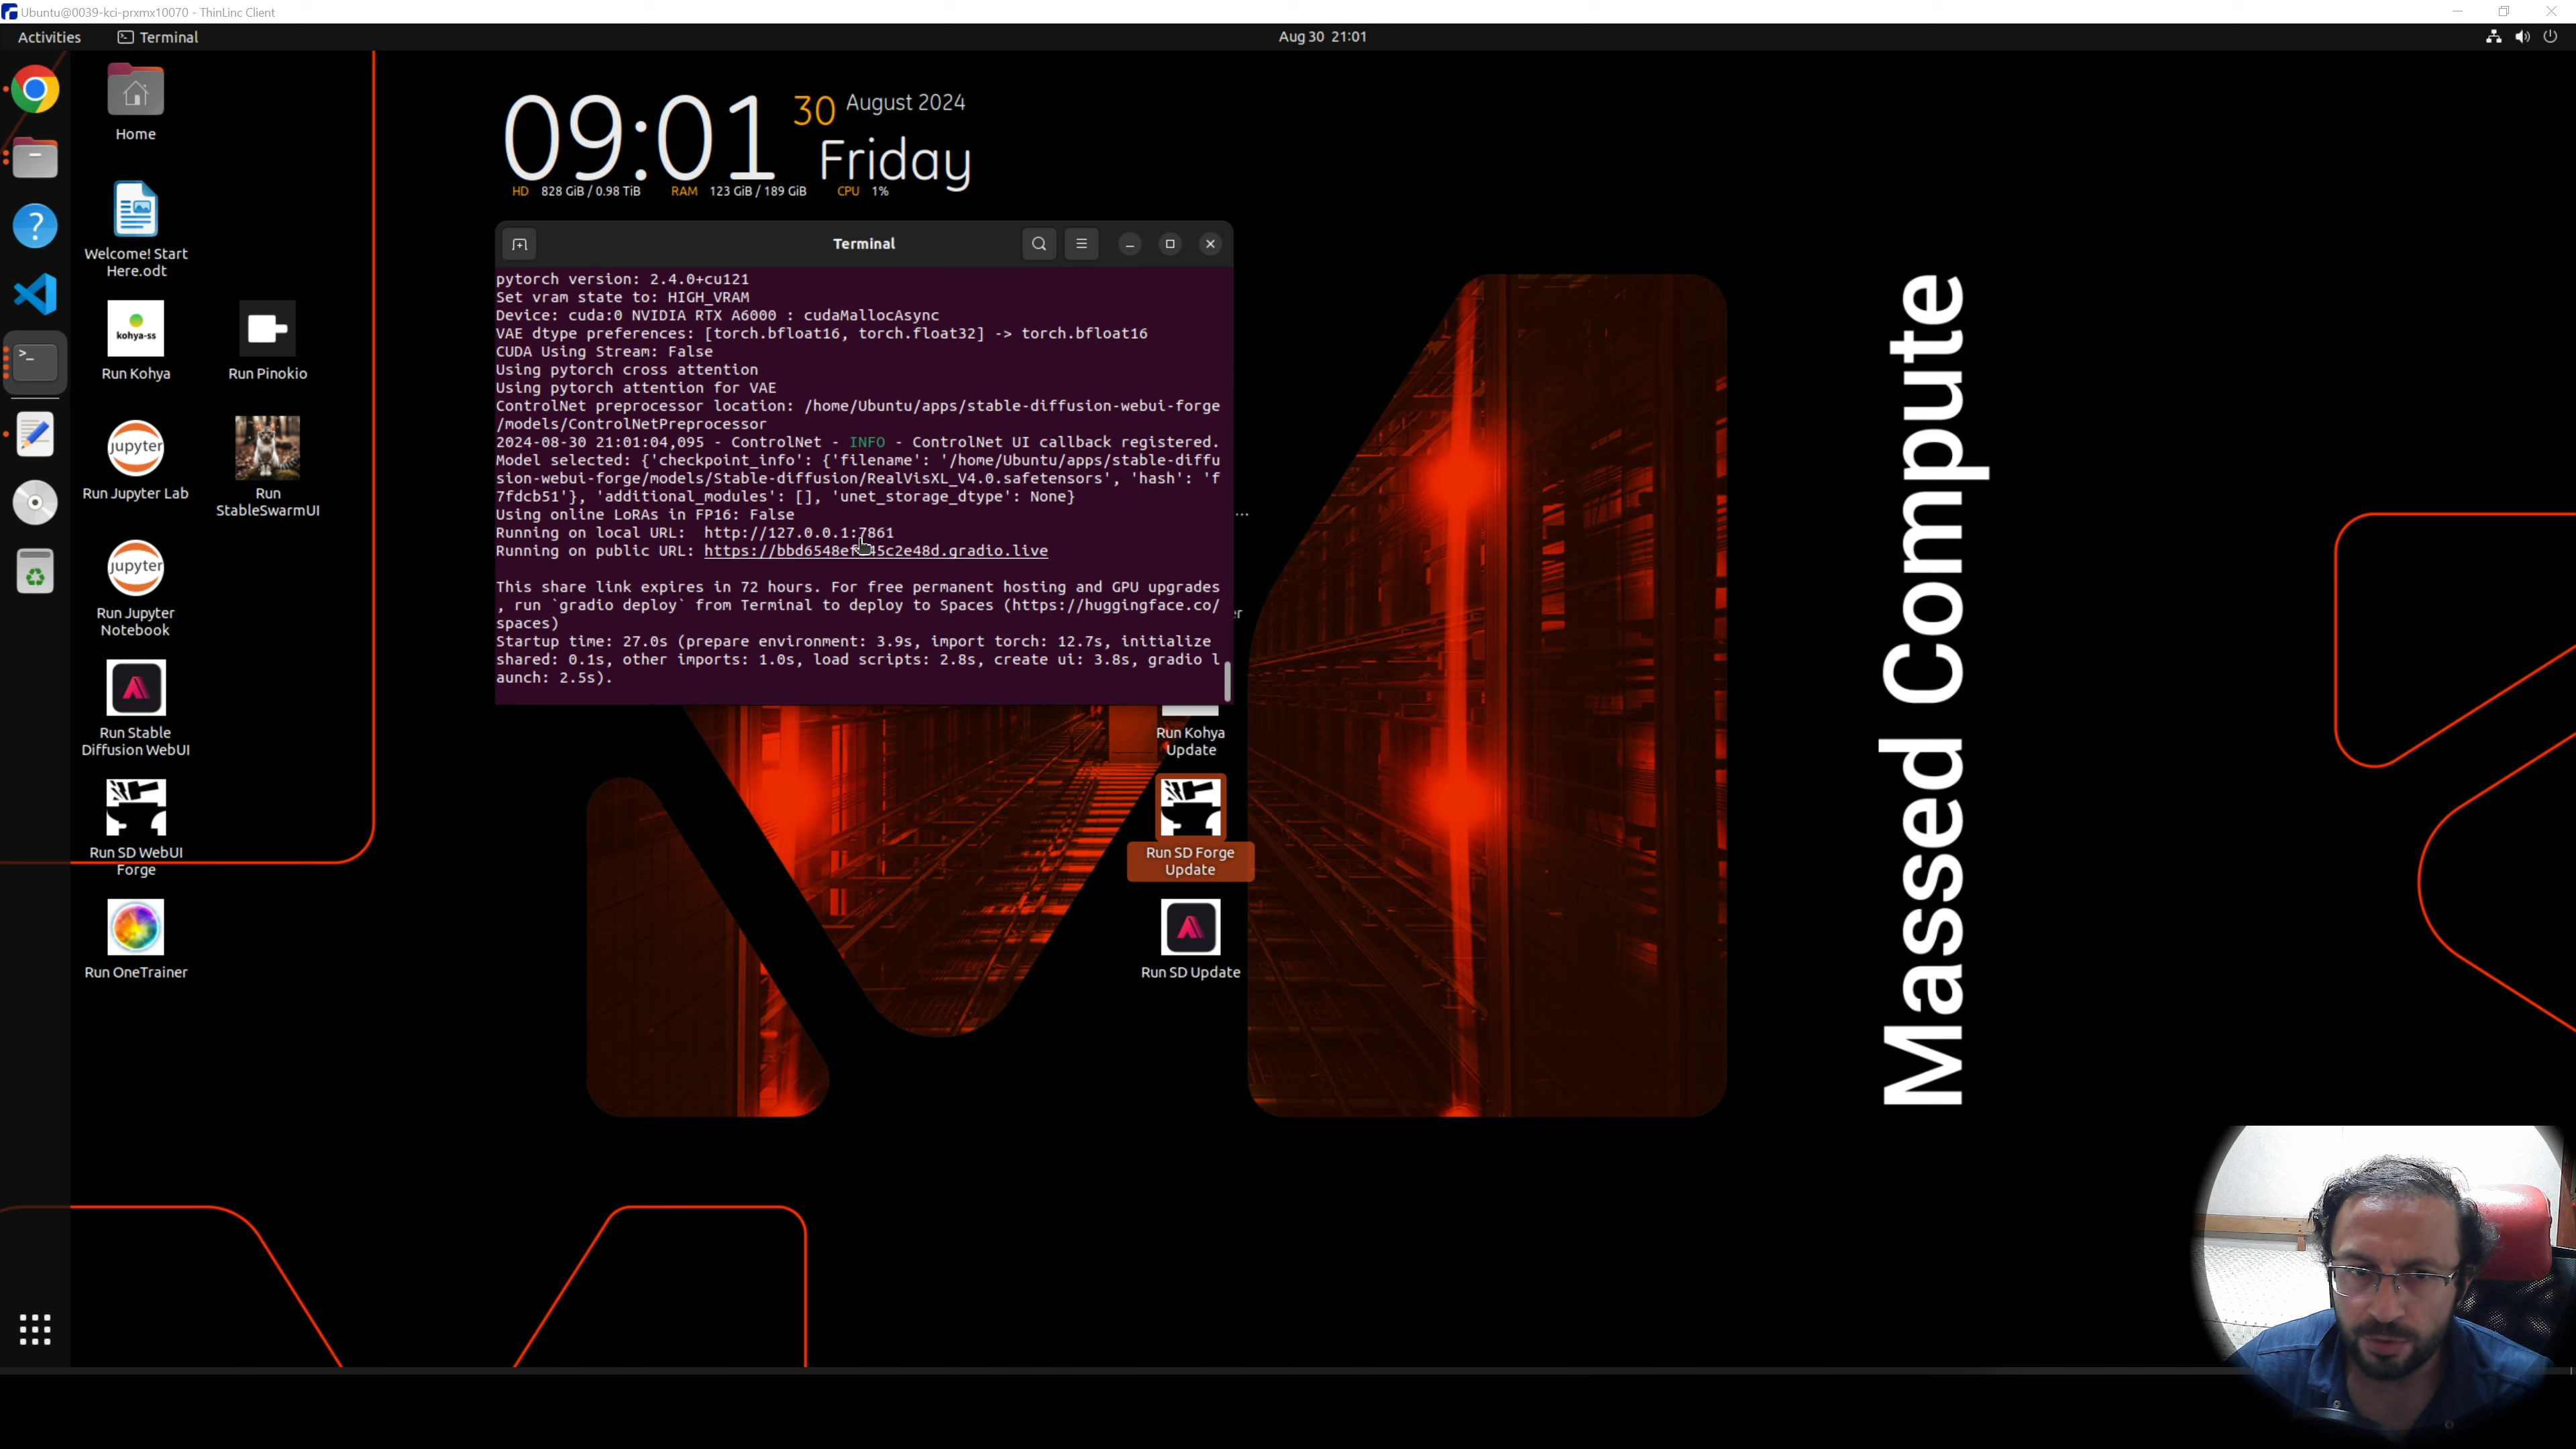 Ubuntu@0039-kci-prxmx10070 - ThinLinc Client
Activities
Terminal
Aug 30 21:01
Home
Welcome! Start
Here.odt
kohya-ss
Run Kohya
Run Pinokio
jupyter
Run Jupyter Lab
Run
StableSwarmUI
jupyter
Run Jupyter
Notebook
Run Stable
Diffusion WebUI
Run SD WebUI
Forge
Run OneTrainer
09:01
30
August 2024
Friday
HD 828 GiB / 0.98 TiB RAM 123 GiB / 189 GiB CPU 1%
Terminal
pytorch version: 2.4.0+cu121
Set vram state to: HIGH_VRAM
Device: cuda:0 NVIDIA RTX A6000 : cudaMallocAsync
VAE dtype preferences: [torch.bfloat16, torch.float32] -> torch.bfloat16
CUDA Using Stream: False
Using pytorch cross attention
Using pytorch attention for VAE
ControlNet preprocessor location: /home/Ubuntu/apps/stable-diffusion-webui-forge
/models/ControlNetPreprocessor
2024-08-30 21:01:04,095 - ControlNet - INFO - ControlNet UI callback registered.
Model selected: {'checkpoint_info': {'filename': '/home/Ubuntu/apps/stable-diffu
sion-webui-forge/models/Stable-diffusion/RealVisXL_V4.0.safetensors', 'hash': 'f
7fdcb51'}, 'additional_modules': [], 'unet_storage_dtype': None}
Using online LoRAs in FP16: False
Running on local URL: http://127.0.0.1:7861
Running on public URL:
This share link expires in 72 hours. For free permanent hosting and GPU upgrades
, run `gradio deploy` from Terminal to deploy to Spaces (https://huggingface.co/
spaces)
Startup time: 27.0s (prepare environment: 3.9s, import torch: 12.7s, initialize
shared: 0.1s, other imports: 1.0s, load scripts: 2.8s, create ui: 3.8s, gradio l
aunch: 2.5s).
...
er
Run Kohya
Update
Run SD Forge
Update
Run SD Update
Massed Compute